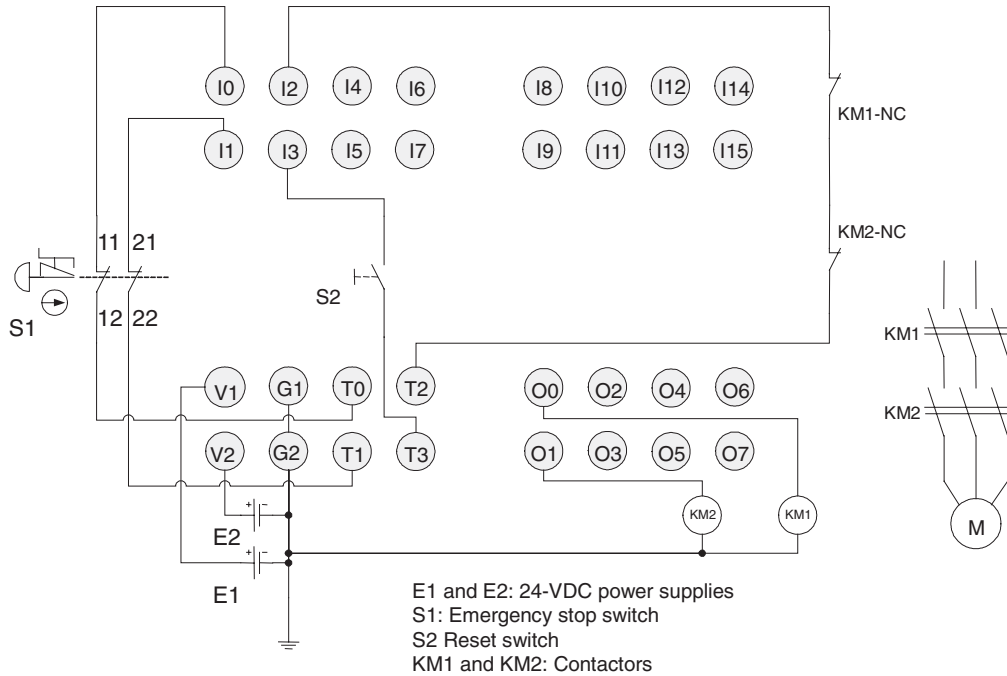 I0 I2 I4 I6 I8 I10 I12 I14
KM1-NC
I1 I3 I5 I7 I9 I11 I13 I15
11 21
KM2-NC
S1
12 22
S2
KM1
V1 G1 T0 T2 O0 O2 O4 O6
KM2
V2 G2 T1 T3 O1 O3 O5 O7
+ −
E2
KM2 KM1
M
+ −
E1
E1 and E2: 24-VDC power supplies
S1: Emergency stop switch
S2 Reset switch
KM1 and KM2: Contactors